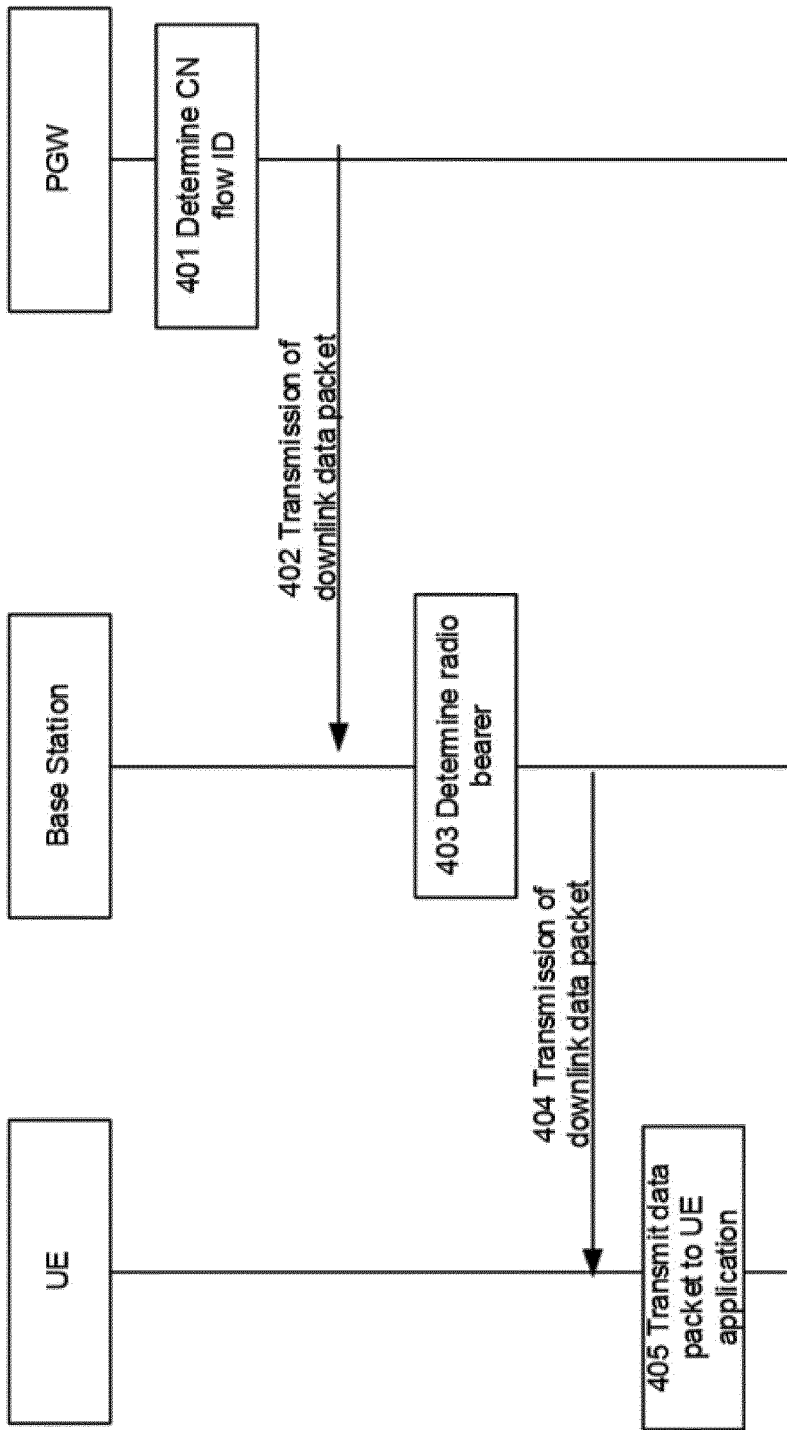 UE
Base Station
PGW
401 Determine CN
flow ID
402 Transmission of
downlink data packet
403 Determine radio
bearer
404 Transmission of
downlink data packet
405 Transmit data
packet to UE
application